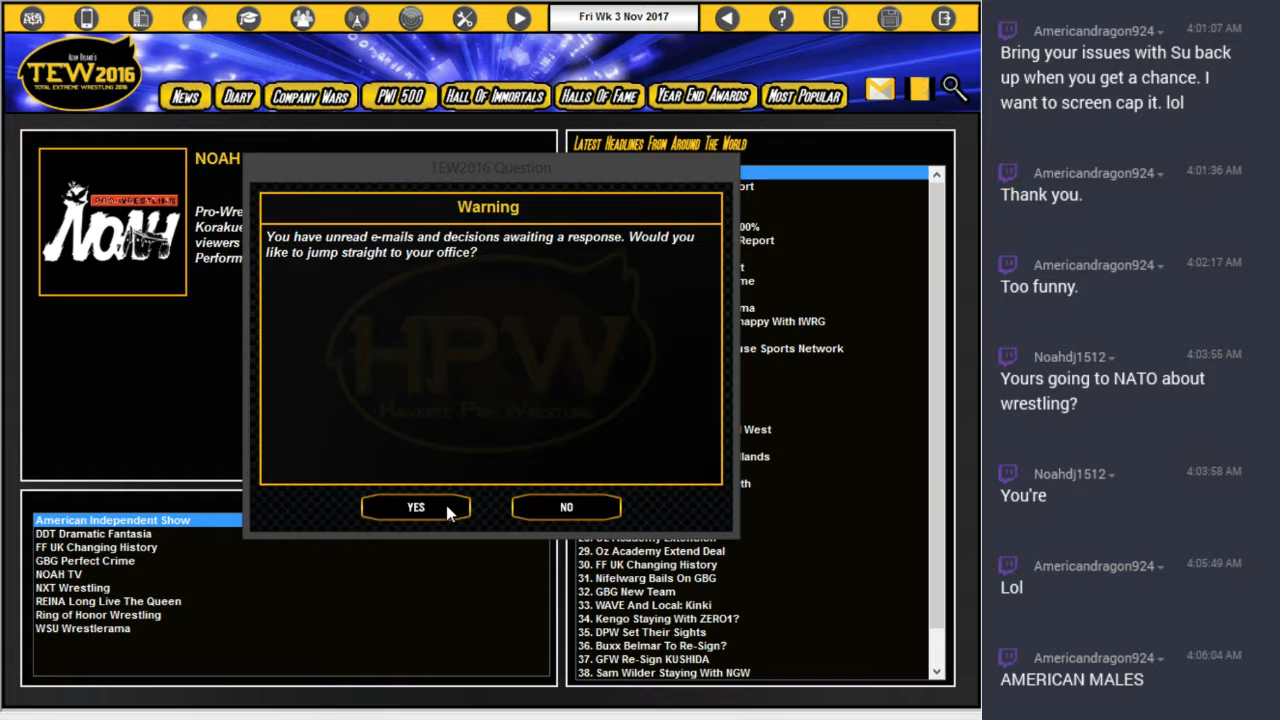 Fri Wk 3 Nov 2017
ADAM RYLAND'S
TEW2016
TOTAL EXTREME WRESTLING 2016
NEWS
DIARY
COMPANY WARS
PWI 500
HALL OF IMMORTALS
HALLS OF FAME
YEAR END AWARDS
MOST POPULAR
PRO-WRESTLING
NOAH
NOAH
Pro-Wre
Korakue
viewers
Perform
TEW2016 Question
Warning
You have unread e-mails and decisions awaiting a response. Would you
like to jump straight to your office?
HPW
YES
NO
American Independent Show
DDT Dramatic Fantasia
FF UK Changing History
GBG Perfect Crime
NOAH TV
NXT Wrestling
REINA Long Live The Queen
Ring of Honor Wrestling
WSU Wrestlerama
LATEST HEADLINES FROM AROUND THE WORLD
ort
00%
Report
t
me
ma
happy With IWRG
use Sports Network
West
lands
th
28. Oz Academy Extension
29. Oz Academy Extend Deal
30. FF UK Changing History
31. Nifelwarg Bails On GBG
32. GBG New Team
33. WAVE And Local: Kinki
34. Kengo Staying With ZERO1?
35. DPW Set Their Sights
36. Buxx Belmar To Re-Sign?
37. GFW Re-Sign KUSHIDA
38. Sam Wilder Staying With NGW
Americandragon924 4:01:07 AM
Bring your issues with Su back
up when you get a chance. I
want to screen cap it. lol
Americandragon924 4:01:36 AM
Thank you.
Americandragon924 4:02:17 AM
Too funny.
Noahdj1512 4:03:55 AM
Yours going to NATO about
wrestling?
Noahdj1512 4:03:58 AM
You're
Americandragon924 4:05:49 AM
Lol
Americandragon924 4:06:04 AM
AMERICAN MALES